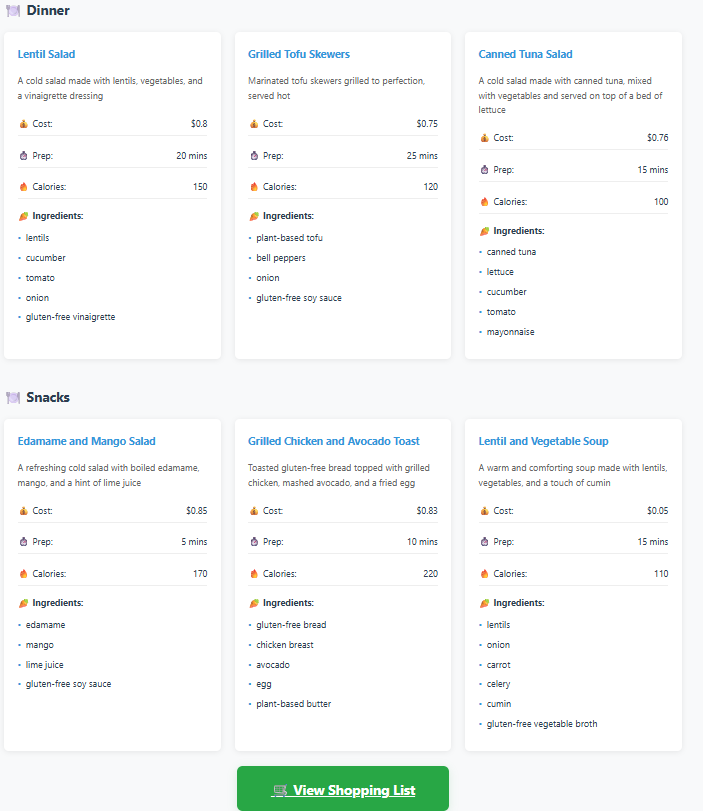 Dinner
Lentil Salad
A cold salad made with lentils, vegetables, and
a vinaigrette dressing
Cost: $0.8
Prep: 20 mins
Calories: 150
Ingredients:
lentils
cucumber
tomato
onion
gluten-free vinaigrette
Grilled Tofu Skewers
Marinated tofu skewers grilled to perfection,
served hot
Cost: $0.75
Prep: 25 mins
Calories: 120
Ingredients:
plant-based tofu
bell peppers
onion
gluten-free soy sauce
Canned Tuna Salad
A cold salad made with canned tuna, mixed
with vegetables and served on top of a bed of
lettuce
Cost: $0.76
Prep: 15 mins
Calories: 100
Ingredients:
canned tuna
lettuce
cucumber
tomato
mayonnaise
Snacks
Edamame and Mango Salad
A refreshing cold salad with boiled edamame,
mango, and a hint of lime juice
Cost: $0.85
Prep: 5 mins
Calories: 170
Ingredients:
edamame
mango
lime juice
gluten-free soy sauce
Grilled Chicken and Avocado Toast
Toasted gluten-free bread topped with grilled
chicken, mashed avocado, and a fried egg
Cost: $0.83
Prep: 10 mins
Calories: 220
Ingredients:
gluten-free bread
chicken breast
avocado
egg
plant-based butter
Lentil and Vegetable Soup
A warm and comforting soup made with lentils,
vegetables, and a touch of cumin
Cost: $0.05
Prep: 15 mins
Calories: 110
Ingredients:
lentils
onion
carrot
celery
cumin
gluten-free vegetable broth
View Shopping List